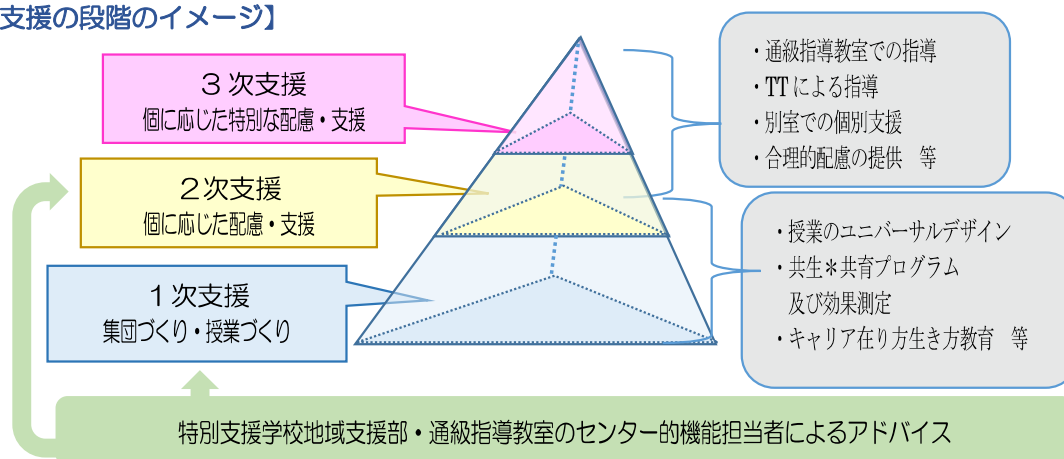 支援の段階のイメージ】
３次支援
個に応じた特別な配慮・支援
２次支援
個に応じた配慮・支援
１次支援
集団づくり・授業づくり
・通級指導教室での指導
・TTによる指導
・別室での個別支援
・合理的配慮の提供　等
・授業のユニバーサルデザイン
・共生＊共育プログラム
及び効果測定
・キャリア在り方生き方教育　等
特別支援学校地域支援部・通級指導教室のセンター的機能担当者によるアドバイス